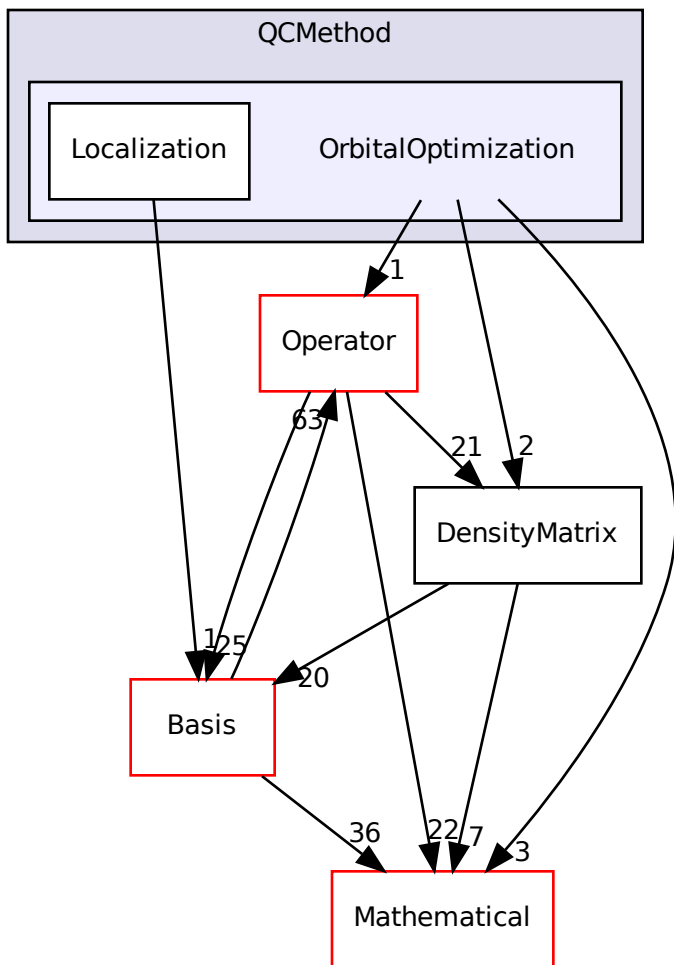 QCMethod
Localization
OrbitalOptimization
1
Operator
63
21
2
DensityMatrix
1
25
20
Basis
36
22
7
3
Mathematical